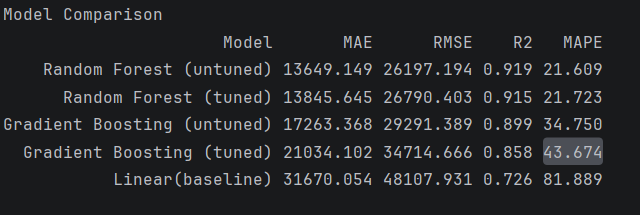 Model Comparison
Model MAE RMSE R2 MAPE
Random Forest (untuned) 13649.149 26197.194 0.919 21.609
Random Forest (tuned) 13845.645 26790.403 0.915 21.723
Gradient Boosting (untuned) 17263.368 29291.389 0.899 34.750
Gradient Boosting (tuned) 21034.102 34714.666 0.858 43.674
Linear(baseline) 31670.054 48107.931 0.726 81.889